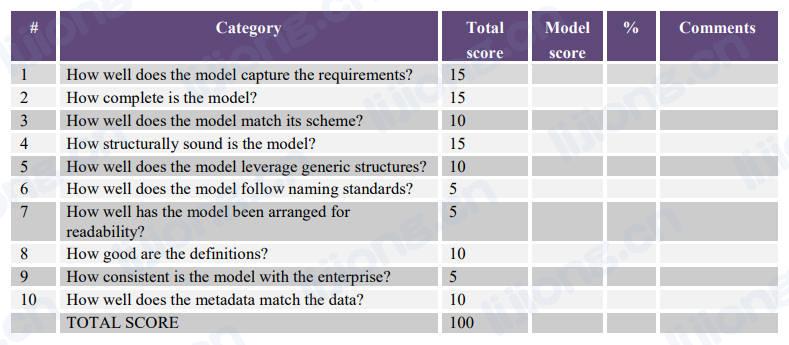 # Category Total score Model score % Comments
1 How well does the model capture the requirements? 15
2 How complete is the model? 15
3 How well does the model match its scheme? 10
4 How structurally sound is the model? 15
5 How well does the model leverage generic structures? 10
6 How well does the model follow naming standards? 5
7 How well has the model been arranged for readability? 5
8 How good are the definitions? 10
9 How consistent is the model with the enterprise? 5
10 How well does the metadata match the data? 10
TOTAL SCORE 100
lijiong.cn